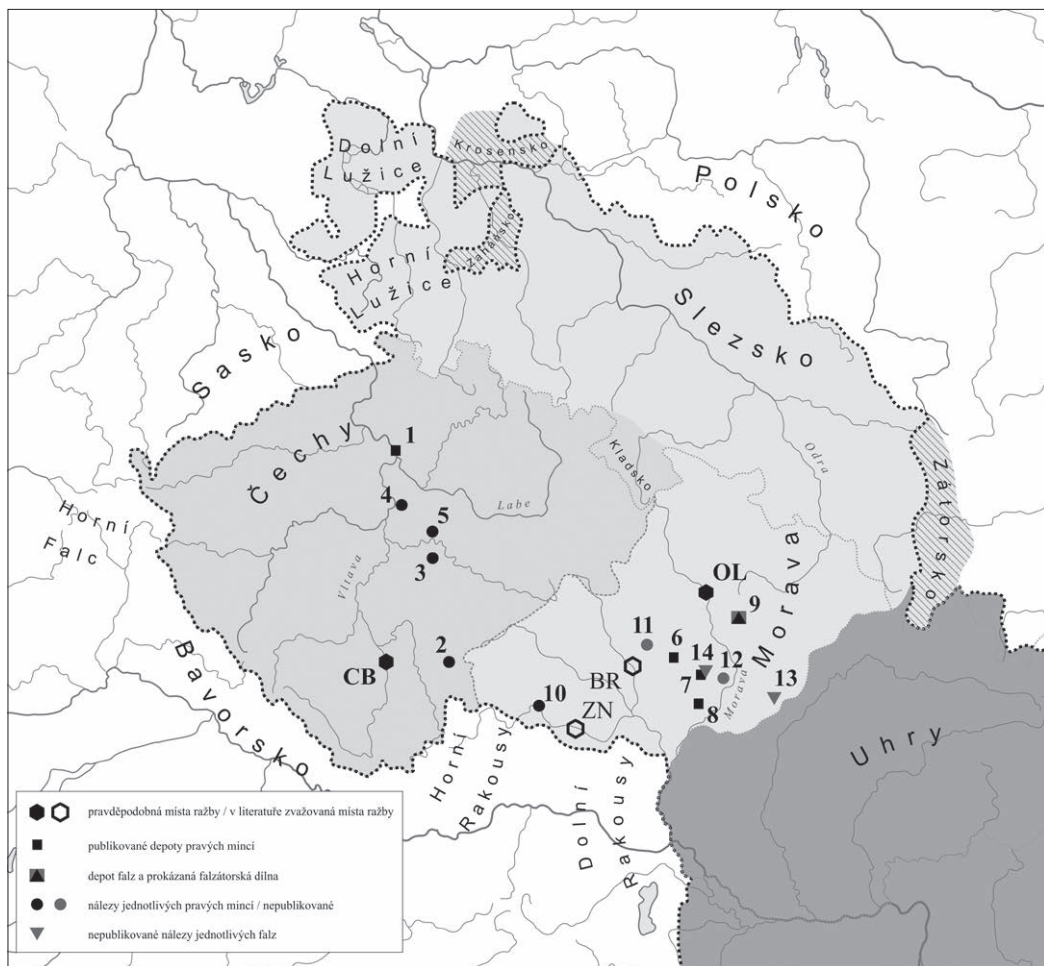 Dolní
Lužice
Krosensko
Polsko
Zaháňsko
Horní
Lužice
Slezsko
Sasko
Čechy
1
Kladsko
Odra
Zátorsko
4
Labe
5
Horní
Falc
3
Vltava
OL
9
Morava
11
6
14
12
13
2
CB
BR
7
10
ZN
8
Morava
Uhry
Bavorsko
Horní
Rakousy
Dolní
Rakousy
pravděpodobná místa ražby / v literatuře zvažovaná místa ražby
publikované depoty pravých mincí
depot falz a prokázaná falzátorská dílna
nálezy jednotlivých pravých mincí / nepublikované
nepublikované nálezy jednotlivých falz